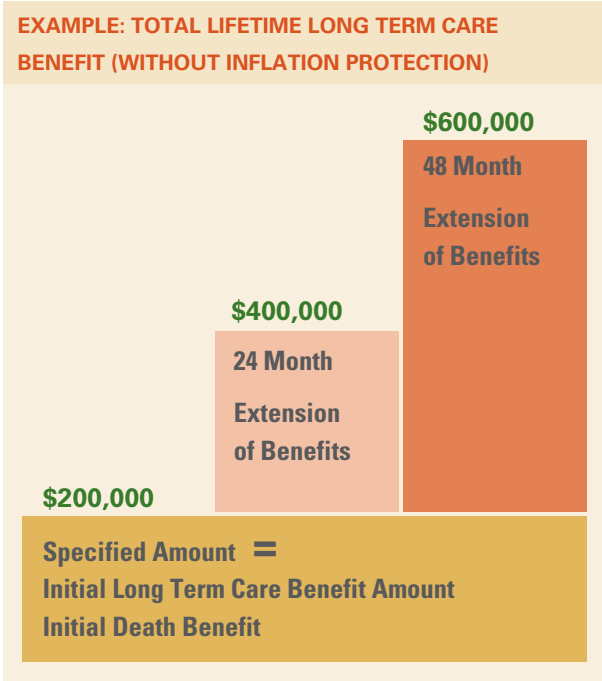 EXAMPLE: TOTAL LIFETIME LONG TERM CARE
BENEFIT (WITHOUT INFLATION PROTECTION)
$600,000
48 Month
Extension
of Benefits
$400,000
24 Month
Extension
of Benefits
$200,000
Specified Amount =
Initial Long Term Care Benefit Amount
Initial Death Benefit